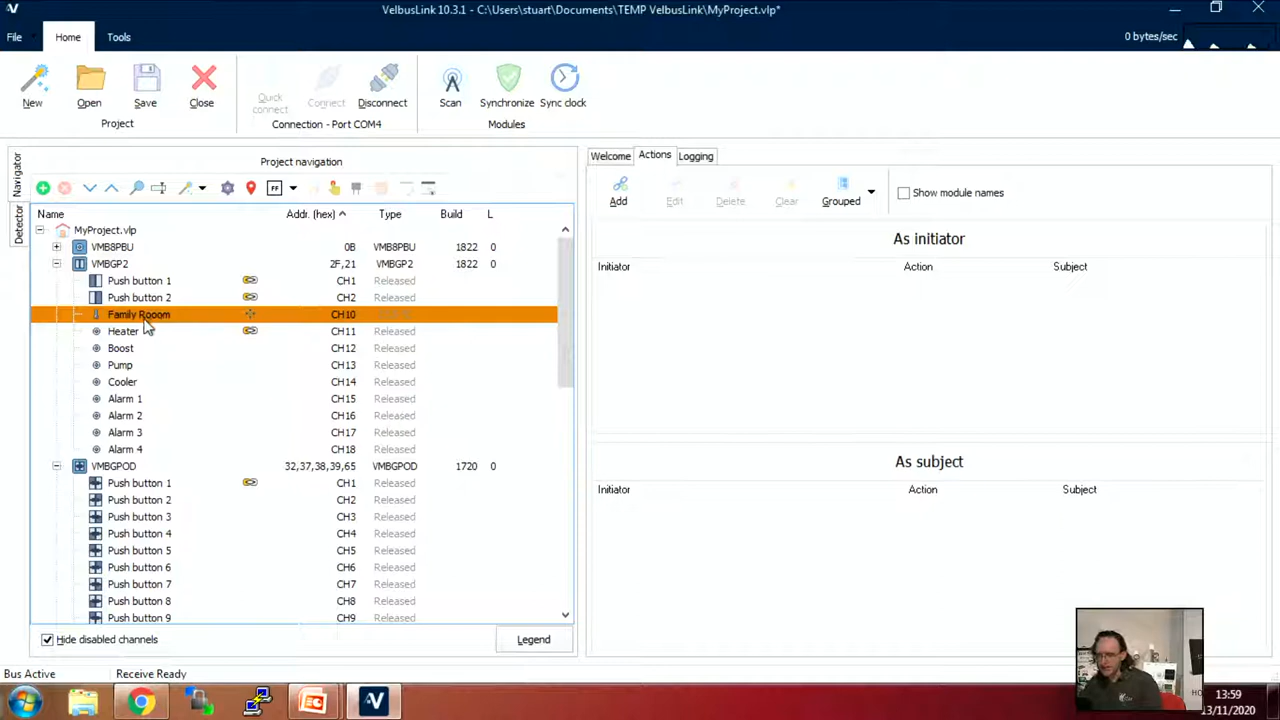 VelbusLink 10.3.1 - C:\Users\stuart\Documents\TEMP VelbusLink\MyProject.vlp*
File Home Tools 0 bytes/sec
New Open Save Close Quick connect Connect Disconnect Scan Synchronize Sync clock
Project Connection - Port COM4 Modules
Navigator
Detector
Project navigation
FF
Name Addr. (hex) Type Build L
MyProject.vlp
VMB8PBU 0B VMB8PBU 1822 0
VMBGP2 2F,21 VMBGP2 1822 0
Push button 1 CH1 Released
Push button 2 CH2 Released
Family Rooom CH10
Heater CH11 Released
Boost CH12 Released
Pump CH13 Released
Cooler CH14 Released
Alarm 1 CH15 Released
Alarm 2 CH16 Released
Alarm 3 CH17 Released
Alarm 4 CH18 Released
VMBGPOD 32,37,38,39,65 VMBGPOD 1720 0
Push button 1 CH1 Released
Push button 2 CH2 Released
Push button 3 CH3 Released
Push button 4 CH4 Released
Push button 5 CH5 Released
Push button 6 CH6 Released
Push button 7 CH7 Released
Push button 8 CH8 Released
Push button 9 CH9 Released
Hide disabled channels Legend
Welcome Actions Logging
Add Edit Delete Clear Grouped Show module names
As initiator
Initiator Action Subject
As subject
Initiator Action Subject
Bus Active Receive Ready
13:59
13/11/2020